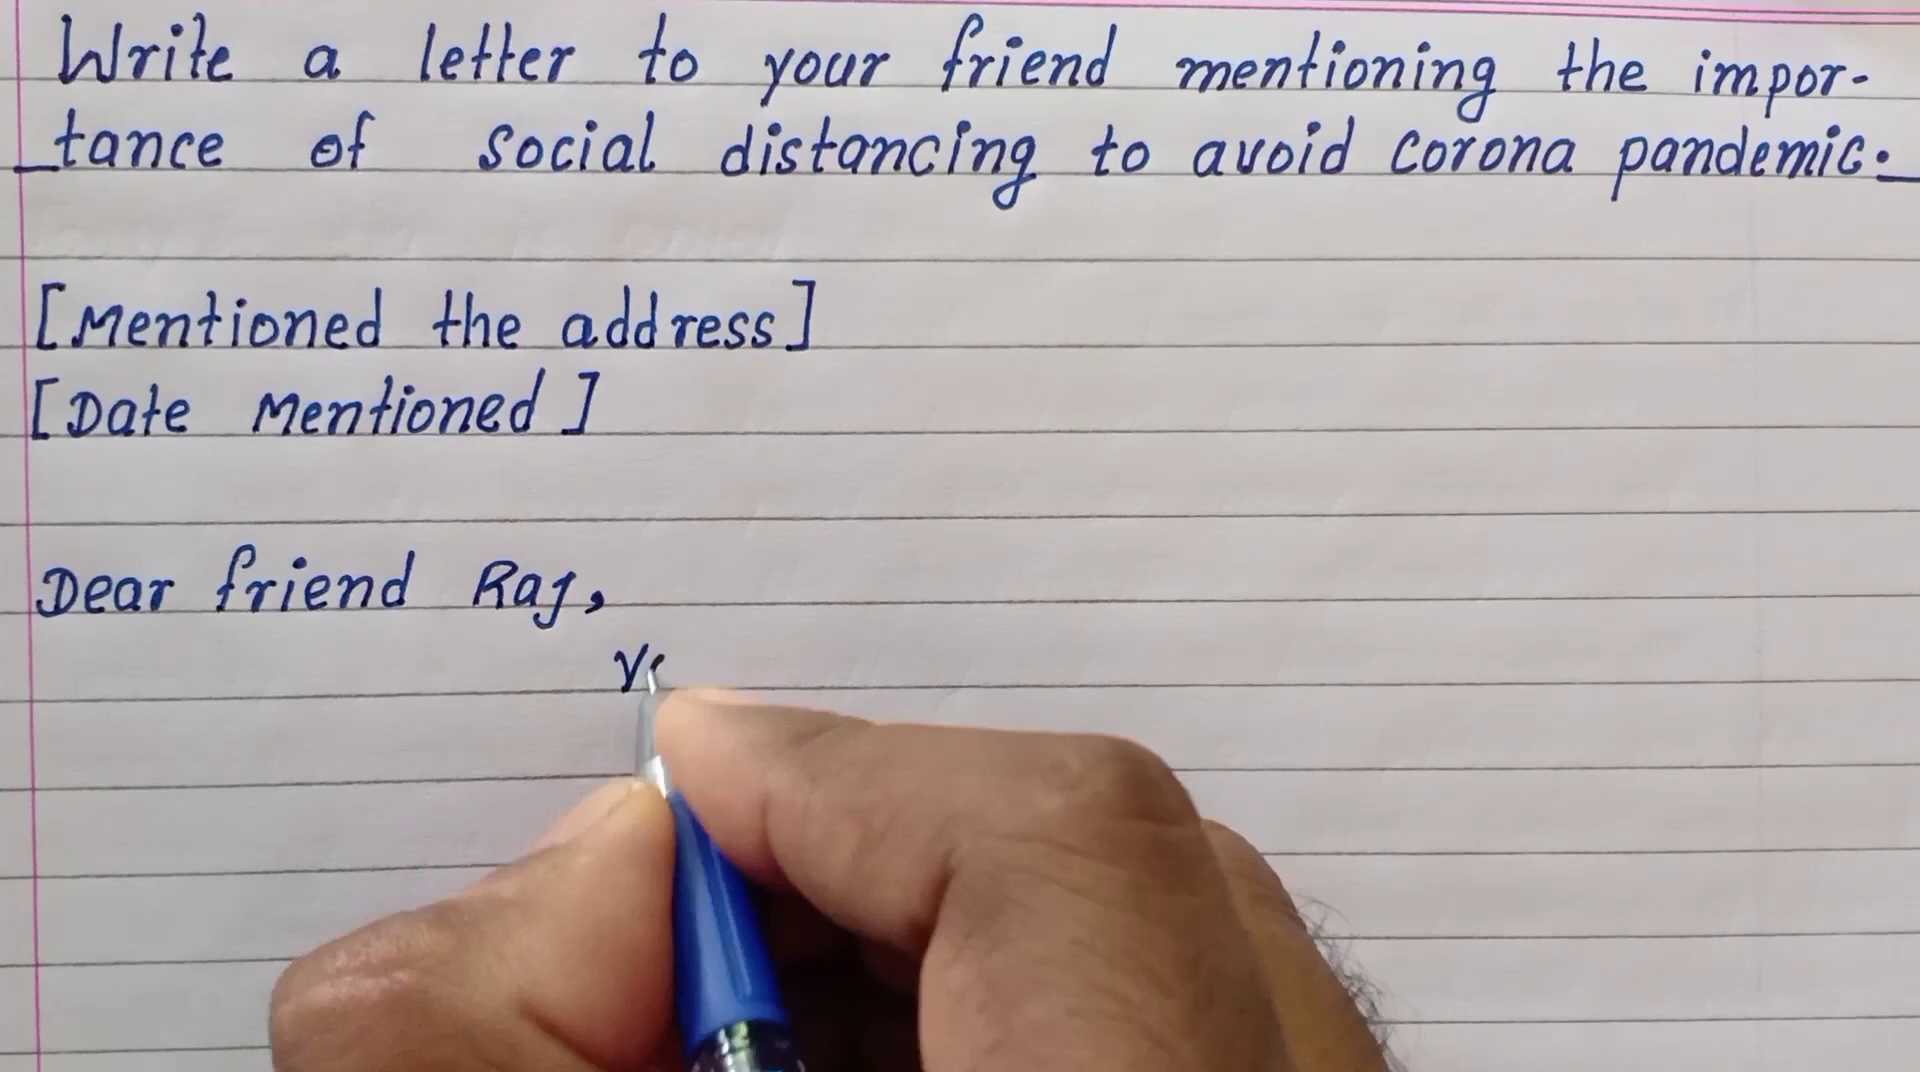 Write a letter to your friend mentioning the impor-
tance of social distancing to avoid corona pandemic.
[Mentioned the address]
[Date Mentioned]
Dear friend Raj,